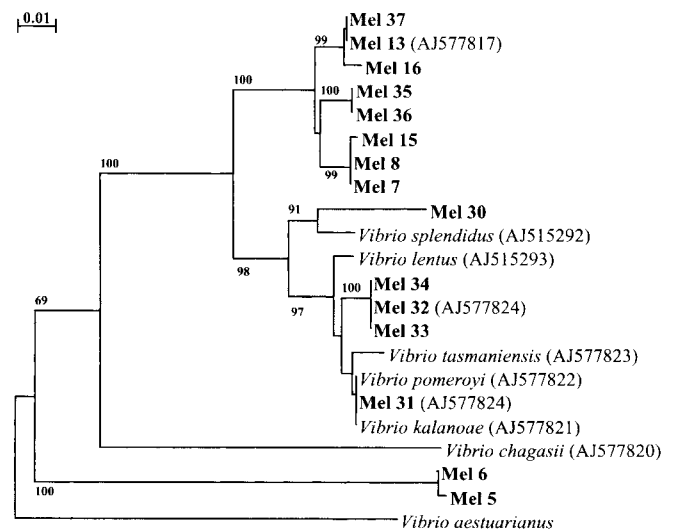 0.01
Mel 37
99
Mel 13 (AJ577817)
Mel 16
100
100
Mel 35
Mel 36
Mel 15
100
Mel 8
99
Mel 7
91
Mel 30
Vibrio splendidus (AJ515292)
Vibrio lentus (AJ515293)
98
Mel 34
100
Mel 32 (AJ577824)
69
97
Mel 33
Vibrio tasmaniensis (AJ577823)
Vibrio pomeroyi (AJ577822)
Mel 31 (AJ577824)
Vibrio kalanoae (AJ577821)
Vibrio chagasii (AJ577820)
Mel 6
100
Mel 5
Vibrio aestuarianus